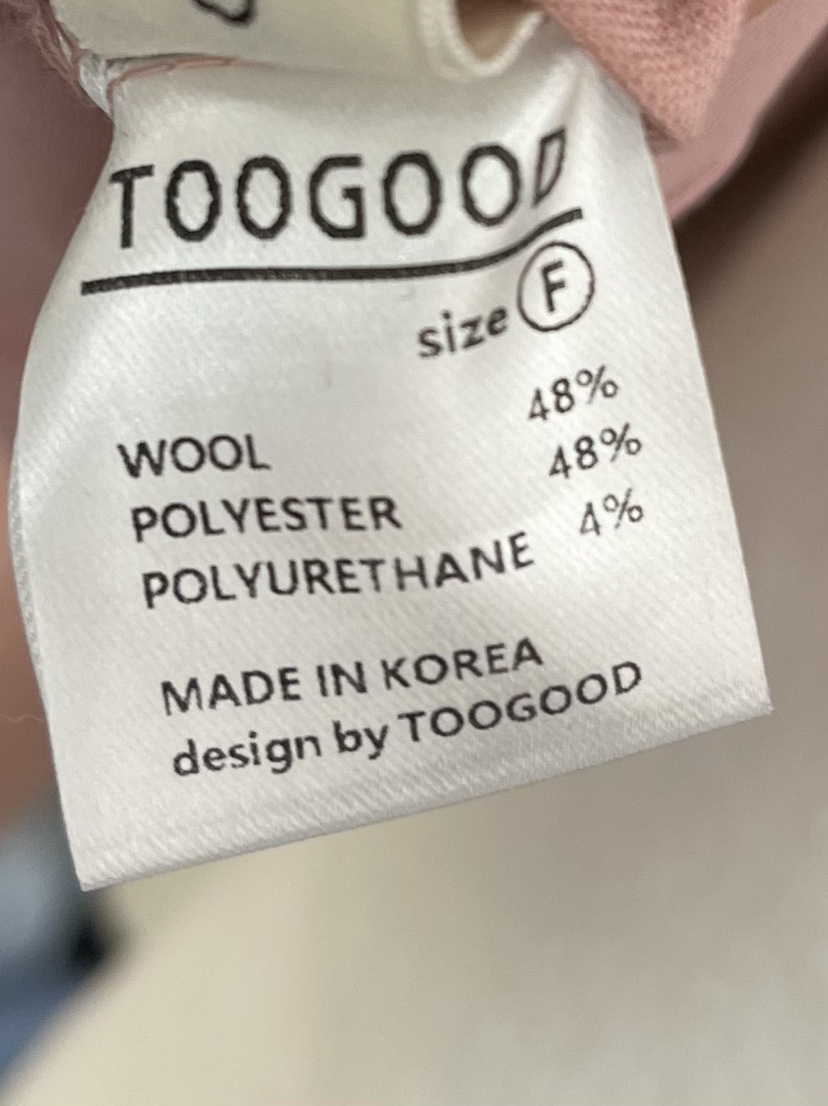 TOOGOOD
size F
WOOL 48%
POLYESTER 48%
POLYURETHANE 4%
MADE IN KOREA
design by TOOGOOD